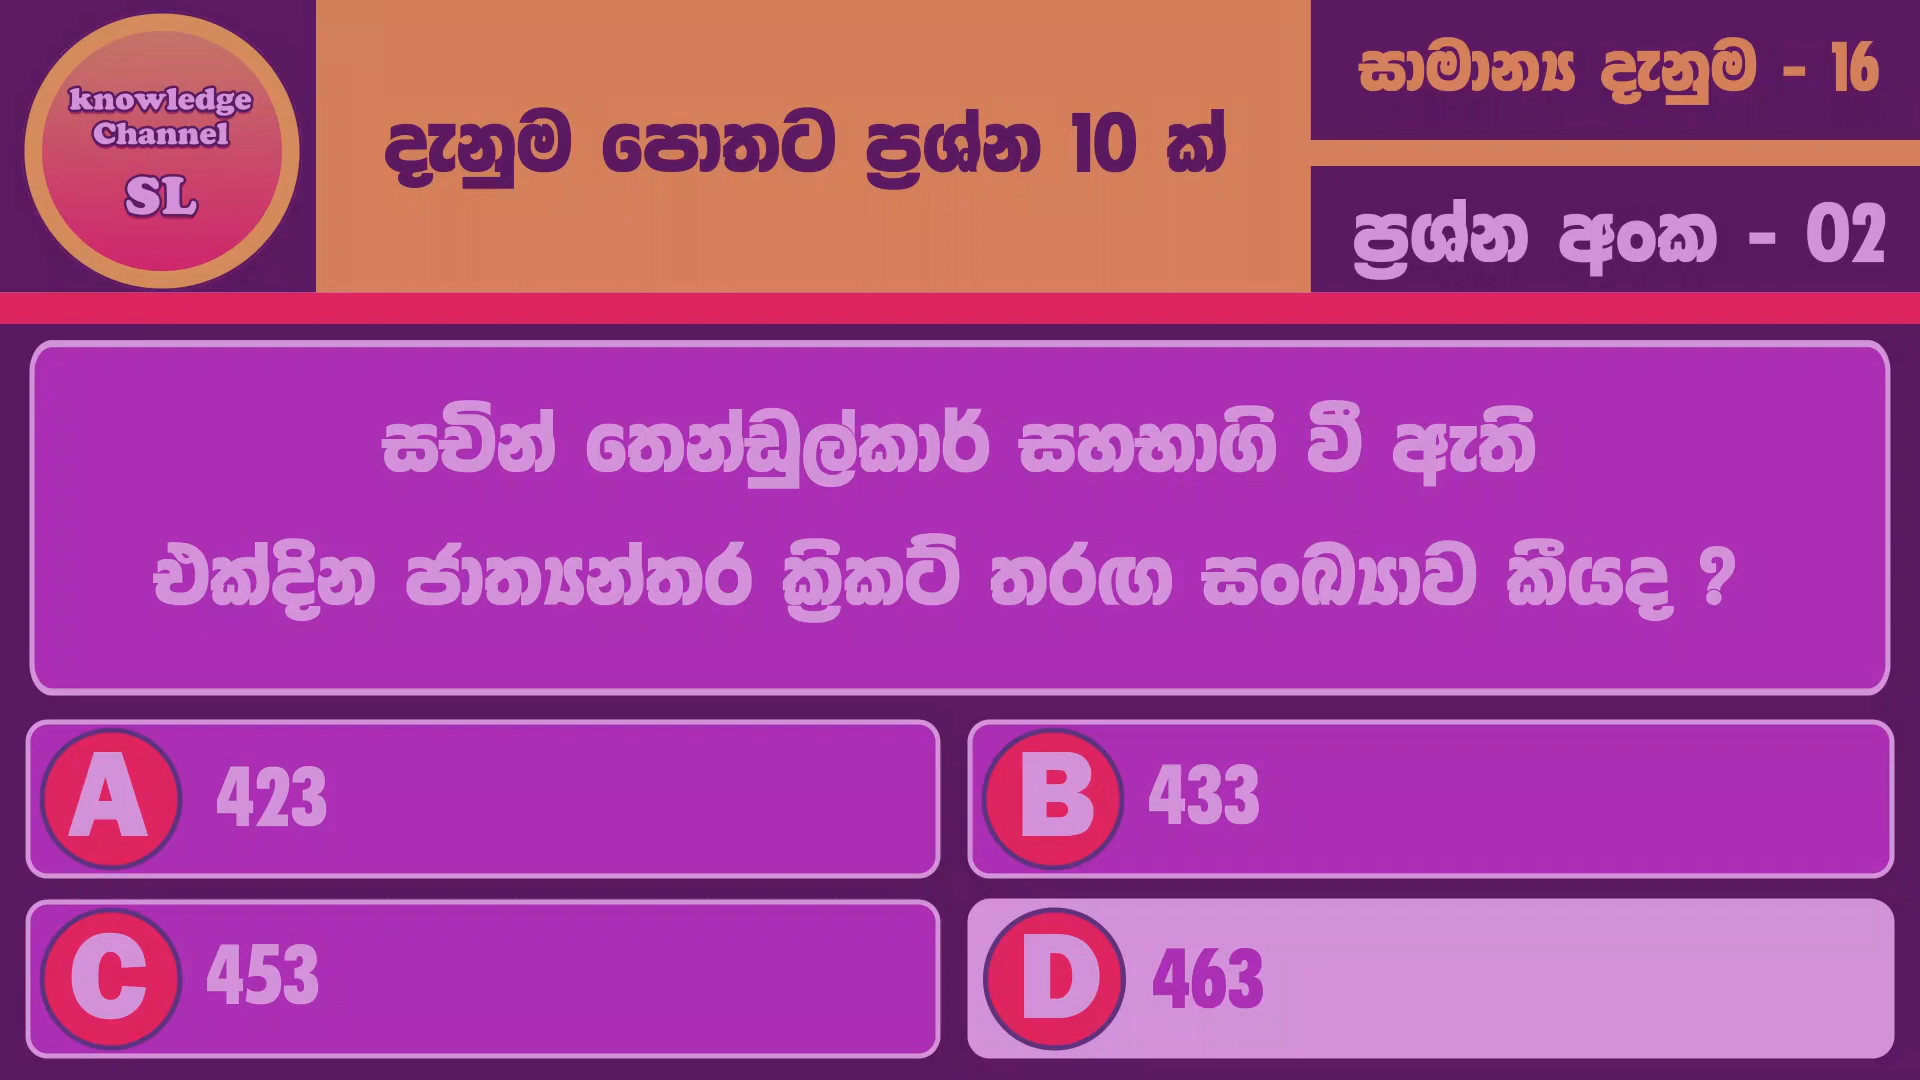 knowledge
Channel
SL
දැනුම පොතට ප්‍රශ්න 10 ක්
සාමාන්‍ය දැනුම - 16
ප්‍රශ්න අංක - 02
සචින් තෙන්ඩුල්කාර් සහභාගි වී ඇති
එක්දින ජාත්‍යන්තර ක්‍රිකට් තරඟ සංඛ්‍යාව කීයද ?
A 423
B 433
C 453
D 463